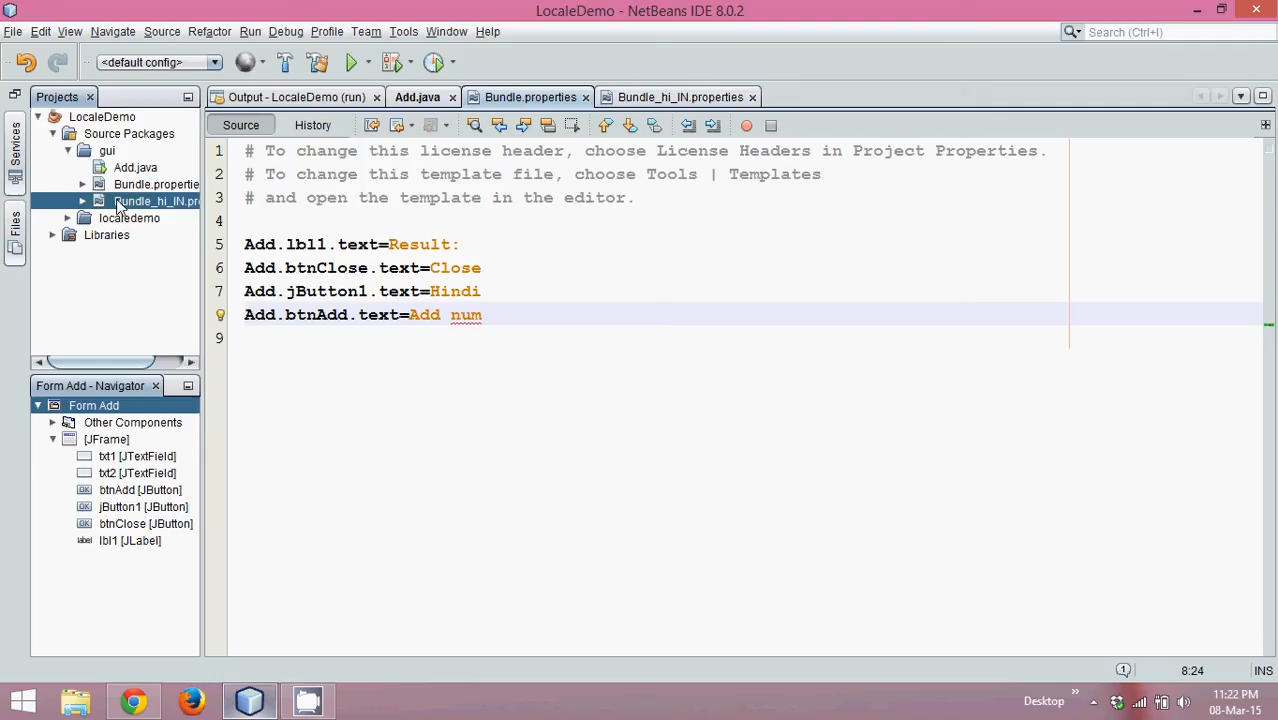 LocaleDemo - NetBeans IDE 8.0.2
File Edit View Navigate Source Refactor Run Debug Profile Team Tools Window Help
Search (Ctrl+I)
<default config>
Projects
Output - LocaleDemo (run)
Add.java
Bundle.properties
Bundle_hi_IN.properties
Services
Files
LocaleDemo
Source Packages
gui
Add.java
Bundle.propertie
Bundle_hi_IN.pr
localedemo
Libraries
Source
History
1 # To change this license header, choose License Headers in Project Properties.
2 # To change this template file, choose Tools | Templates
3 # and open the template in the editor.
4
5 Add.lbl1.text=Result:
6 Add.btnClose.text=Close
7 Add.jButton1.text=Hindi
8 Add.btnAdd.text=Add num
9
Form Add - Navigator
Form Add
Other Components
[JFrame]
txt1 [JTextField]
txt2 [JTextField]
btnAdd [JButton]
jButton1 [JButton]
btnClose [JButton]
lbl1 [JLabel]
1
8:24
INS
Desktop
11:22 PM
08-Mar-15